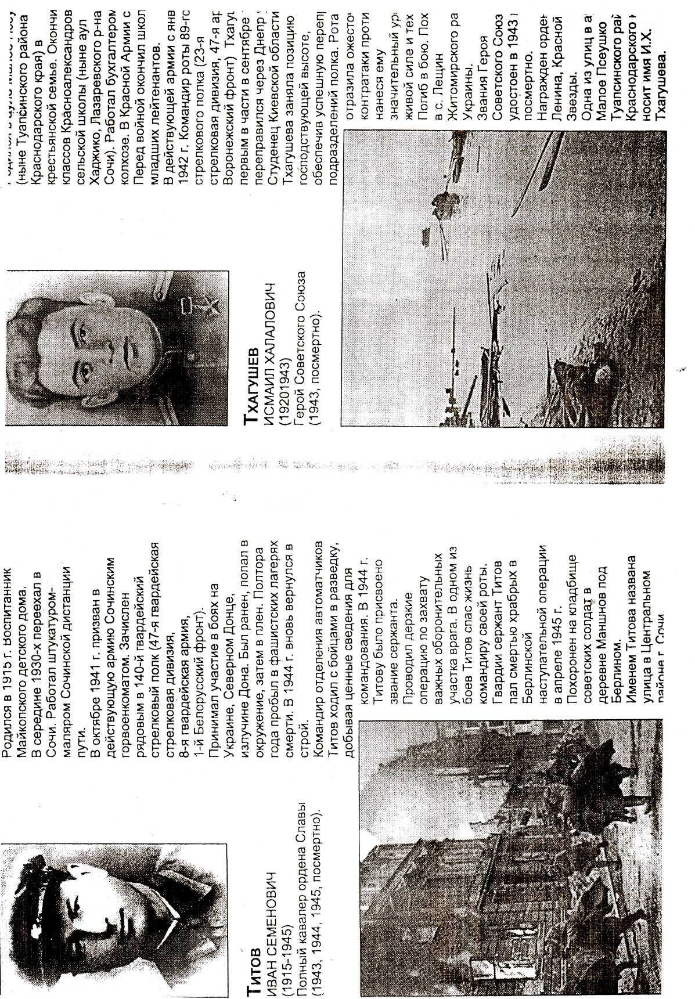 ТИТОВ
ИВАН СЕМЕНОВИЧ
(1915-1945)
Полный кавалер ордена Славы
(1943, 1944, 1945, посмертно).
Родился в 1915 г. Воспитанник
Майкопского детского дома.
В середине 1930-х переехал в
Сочи. Работал штукатуром-
маляром Сочинской дистанции
пути.
В октябре 1941 г. призван в
действующую армию Сочинским
горвоенкоматом. Зачислен
рядовым в 140-й гвардейский
стрелковый полк (47-я гвардейская
стрелковая дивизия,
8-я гвардейская армия,
1-й Белорусский фронт).
Принимал участие в боях на
Украине, Северном Донце,
излучине Дона. Был ранен, попал в
окружение, затем в плен. Полтора
года пробыл в фашистских лагерях
смерти. В 1944 г. вновь вернулся в
строй.
Командир отделения автоматчиков
Титов ходил с бойцами в разведку,
добывая ценные сведения для
командования. В 1944 г.
Титову было присвоено
звание сержанта.
Проводил дерзкие
операцию по захвату
важных оборонительных
участка врага. В одном из
боев Титов спас жизнь
командиру своей роты.
Гвардии сержант Титов
пал смертью храбрых в
Берлинской
наступательной операции
в апреле 1945 г.
Похоронен на кладбище
советских солдат в
деревне Маншнов под
Берлином.
Именем Титова названа
улица в Центральном
районе г. Сочи.
ТХАГУШЕВ
ИСМАИЛ ХАЛАЛОВИЧ
(19201943)
Герой Советского Союза
(1943, посмертно).
(ныне Туапсинского района
Краснодарского края) в
крестьянской семье. Окончи
классов Красноалександров
сельской школы (ныне аул
Хаджико, Лазаревского р-на
Сочи). Работал бухгалтером
колхозе. В Красной Армии с
Перед войной окончил школ
младших лейтенантов.
В действующей армии с янв
1942 г. Командир роты 89-го
стрелкового полка (23-я
стрелковая дивизия, 47-я ар
Воронежский фронт) Тхагуш
первым в части в сентябре
переправился через Днепр
Студенец Киевской области
Тхагушева заняла позицию
господствующей высоте,
обеспечив успешную переп
подразделений полка. Рота
отразила ожесточ
контратаки проти
нанеся ему
значительный уро
живой силе и тех
Погиб в бою. Пох
в с. Лещин
Житомирского ра
Украины.
Звания Героя
Советского Союз
удостоен в 1943 г
посмертно.
Награжден орден
Ленина, Красной
Звезды.
Одна из улиц в а
Малое Псеушко
Туапсинского рай
Краснодарского к
носит имя И.Х.
Тхагушева.